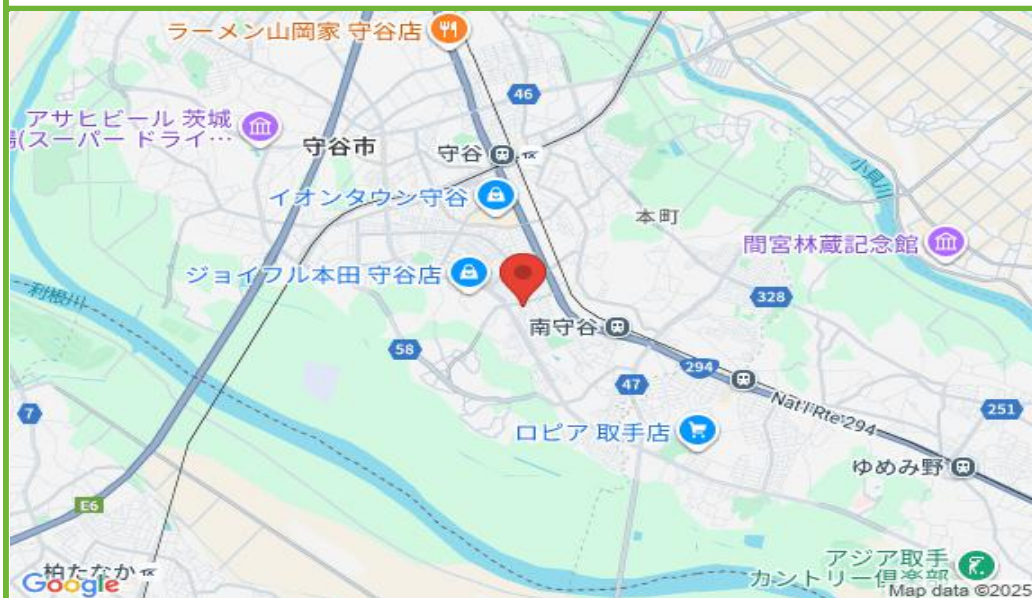 ラーメン山岡家 守谷店
46
アサヒビール 茨城
場(スーパー ドライ…
守谷市
守谷
イオンタウン守谷
小貝川
本町
間宮林蔵記念館
ジョイフル本田 守谷店
利根川
328
南守谷
58
294
47
251
7
Nat'l Rte 294
ロピア 取手店
ゆめみ野
E6
柏たなか
アジア取手
カントリー倶楽部
Google
Map data ©2025